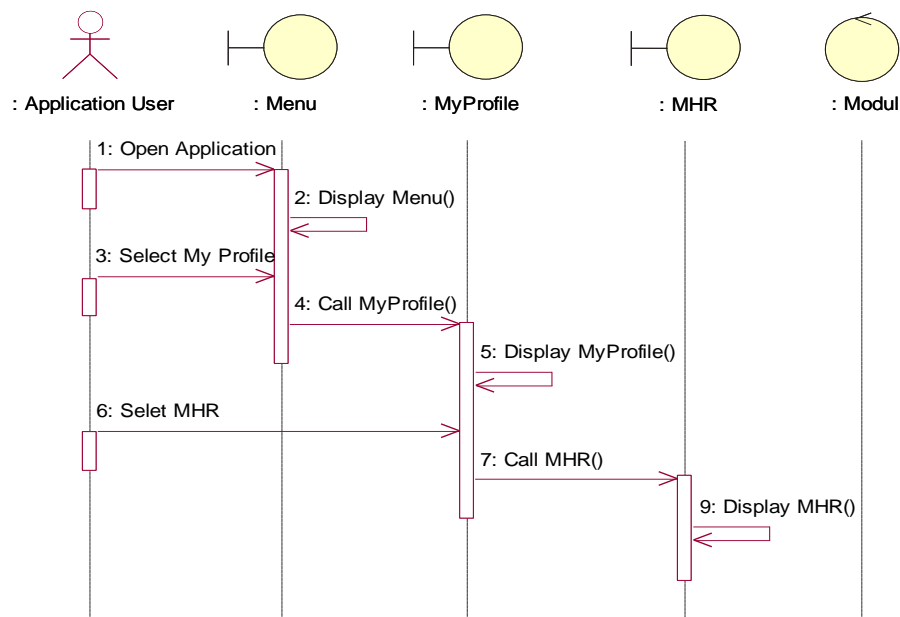 : Application User
: Menu
: MyProfile
: MHR
: Modul
1: Open Application
2: Display Menu()
3: Select My Profile
4: Call MyProfile()
5: Display MyProfile()
6: Selet MHR
7: Call MHR()
9: Display MHR()